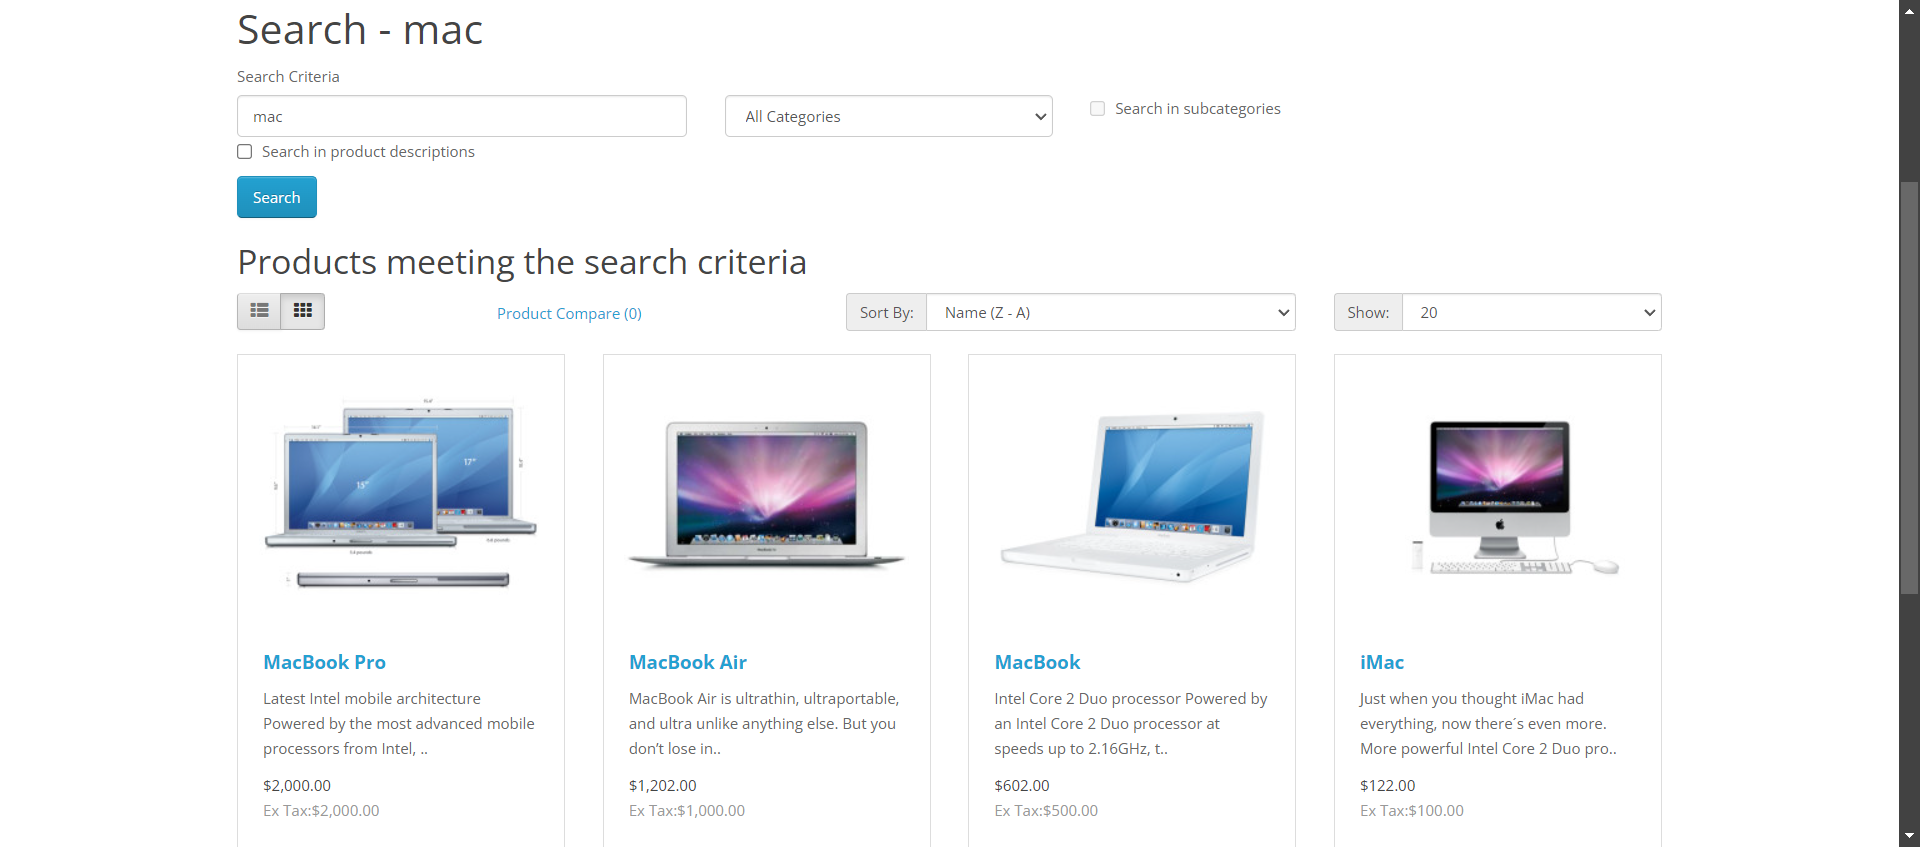 Search - mac
Search Criteria
mac
All Categories
Search in subcategories
Search in product descriptions
Search
Products meeting the search criteria
Product Compare (0)
Sort By:
Name (Z - A)
Show:
20
15"
17"
MacBook Pro
Latest Intel mobile architecture
Powered by the most advanced mobile
processors from Intel, ..
$2,000.00
Ex Tax:$2,000.00
MacBook Air
MacBook Air is ultrathin, ultraportable,
and ultra unlike anything else. But you
don’t lose in..
$1,202.00
Ex Tax:$1,000.00
MacBook
Intel Core 2 Duo processor Powered by
an Intel Core 2 Duo processor at
speeds up to 2.16GHz, t..
$602.00
Ex Tax:$500.00
iMac
Just when you thought iMac had
everything, now there´s even more.
More powerful Intel Core 2 Duo pro..
$122.00
Ex Tax:$100.00